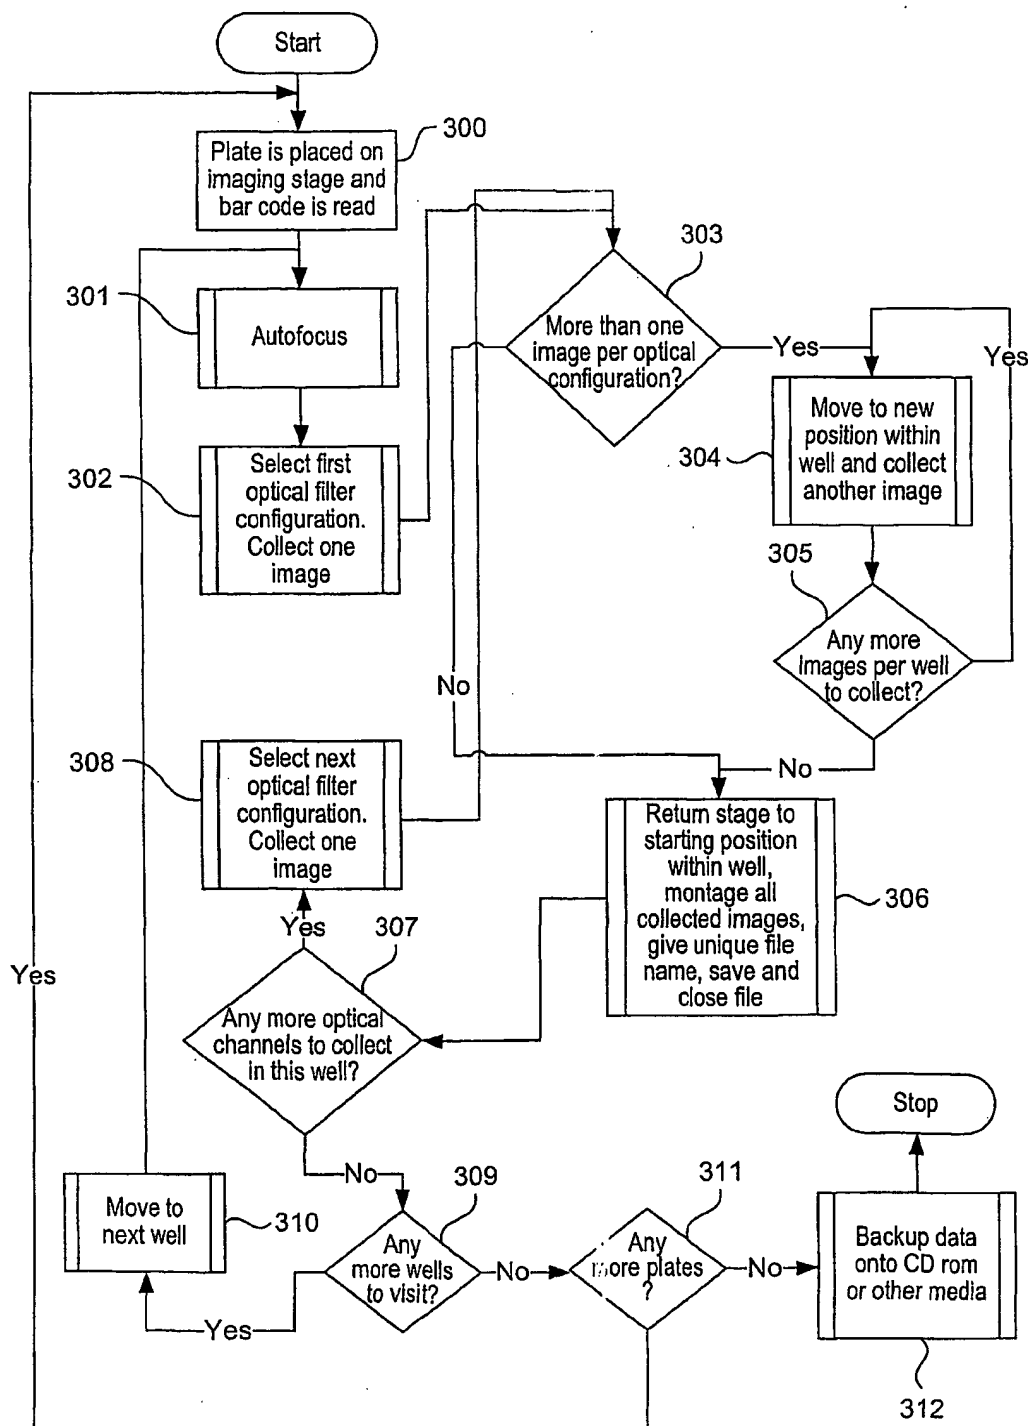 Start
300
Plate is placed on
imaging stage and
bar code is read
301
Autofocus
302
Select first
optical filter
configuration.
Collect one
image
303
More than one
image per optical
configuration?
Yes
Yes
304
Move to new
position within
well and collect
another image
305
Any more
images per well
to collect?
No
No
308
Select next
optical filter
configuration.
Collect one
image
306
Return stage to
starting position
within well,
montage all
collected images,
give unique file
name, save and
close file
Yes
307
Any more optical
channels to collect
in this well?
Yes
No
Stop
310
Move to
next well
309
Any
more wells
to visit?
Yes
No
311
Any
more plates
?
No
Backup data
onto CD rom
or other media
312